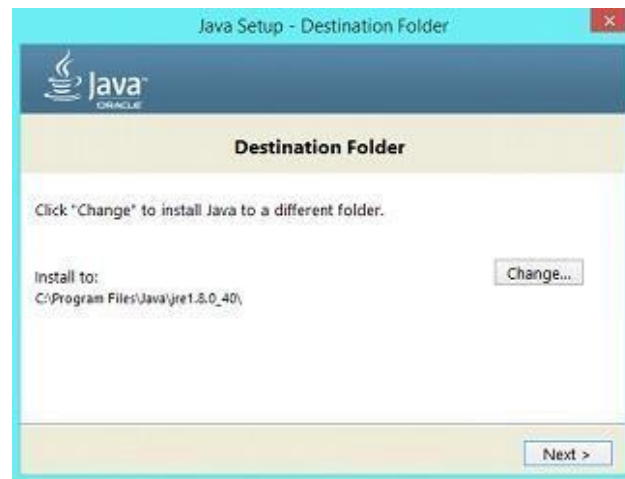 Java Setup - Destination Folder
Java
ORACLE
Destination Folder
Click "Change" to install Java to a different folder.
Change...
Install to:
C:\Program Files\Java\jre1.8.0_40\
Next >